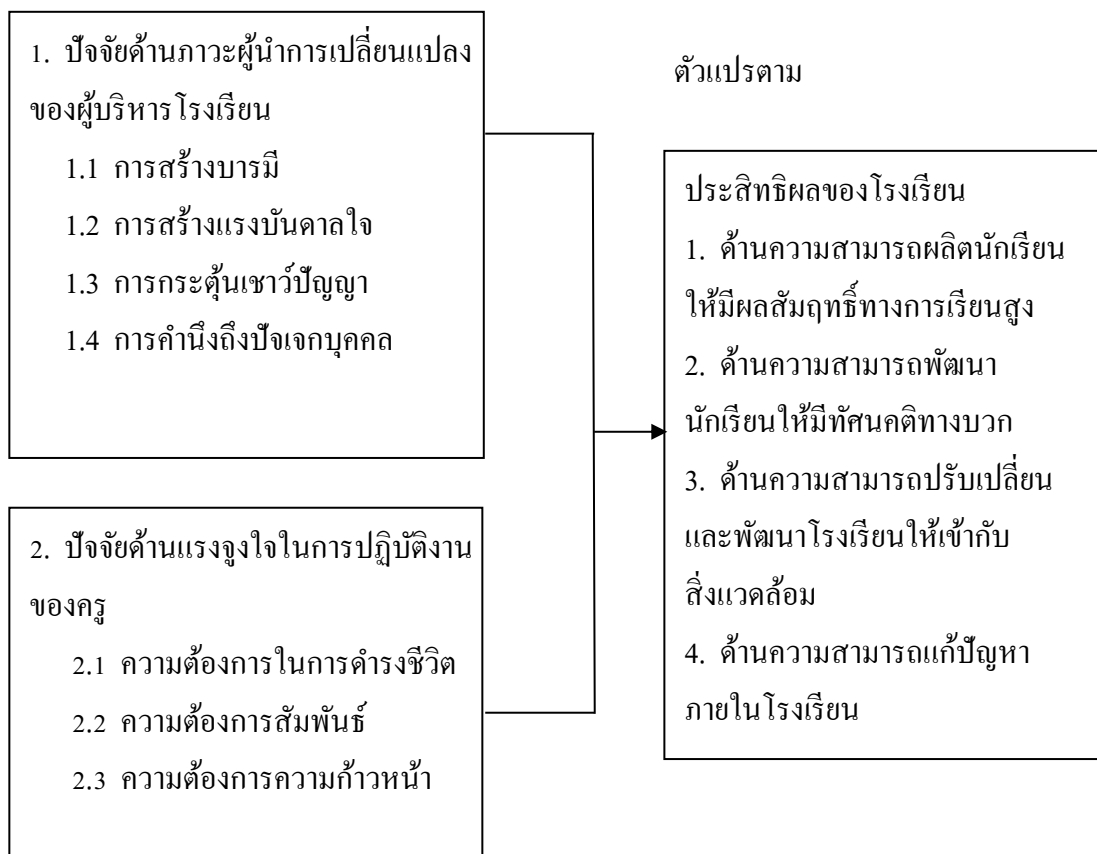 1. ปัจจัยด้านภาวะผู้นำการเปลี่ยนแปลง
ของผู้บริหารโรงเรียน
1.1 การสร้างบารมี
1.2 การสร้างแรงบันดาลใจ
1.3 การกระตุ้นเชาว์ปัญญา
1.4 การคำนึงถึงปัจเจกบุคคล
2. ปัจจัยด้านแรงจูงใจในการปฏิบัติงาน
ของครู
2.1 ความต้องการในการดำรงชีวิต
2.2 ความต้องการสัมพันธ์
2.3 ความต้องการความก้าวหน้า
ตัวแปรตาม
ประสิทธิผลของโรงเรียน
1. ด้านความสามารถผลิตนักเรียน
ให้มีผลสัมฤทธิ์ทางการเรียนสูง
2. ด้านความสามารถพัฒนา
นักเรียนให้มีทัศนคติทางบวก
3. ด้านความสามารถปรับเปลี่ยน
และพัฒนาโรงเรียนให้เข้ากับ
สิ่งแวดล้อม
4. ด้านความสามารถแก้ปัญหา
ภายในโรงเรียน